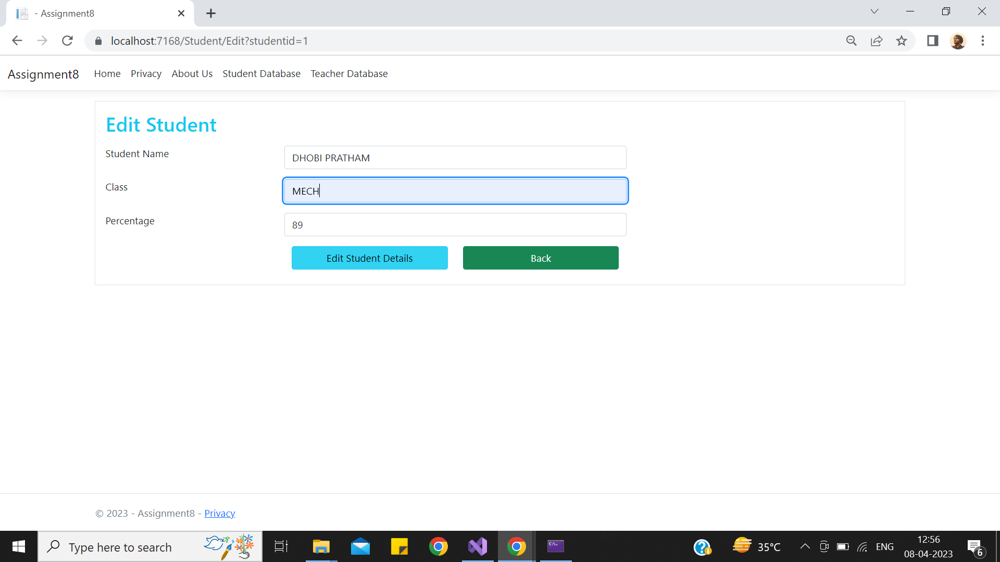 - Assignment8
localhost:7168/Student/Edit?studentid=1
Assignment8 Home Privacy About Us Student Database Teacher Database
Edit Student
Student Name DHOBI PRATHAM
Class MECH
Percentage 89
Edit Student Details Back
© 2023 - Assignment8 - Privacy
Type here to search 35°C ENG 12:56
08-04-2023 6